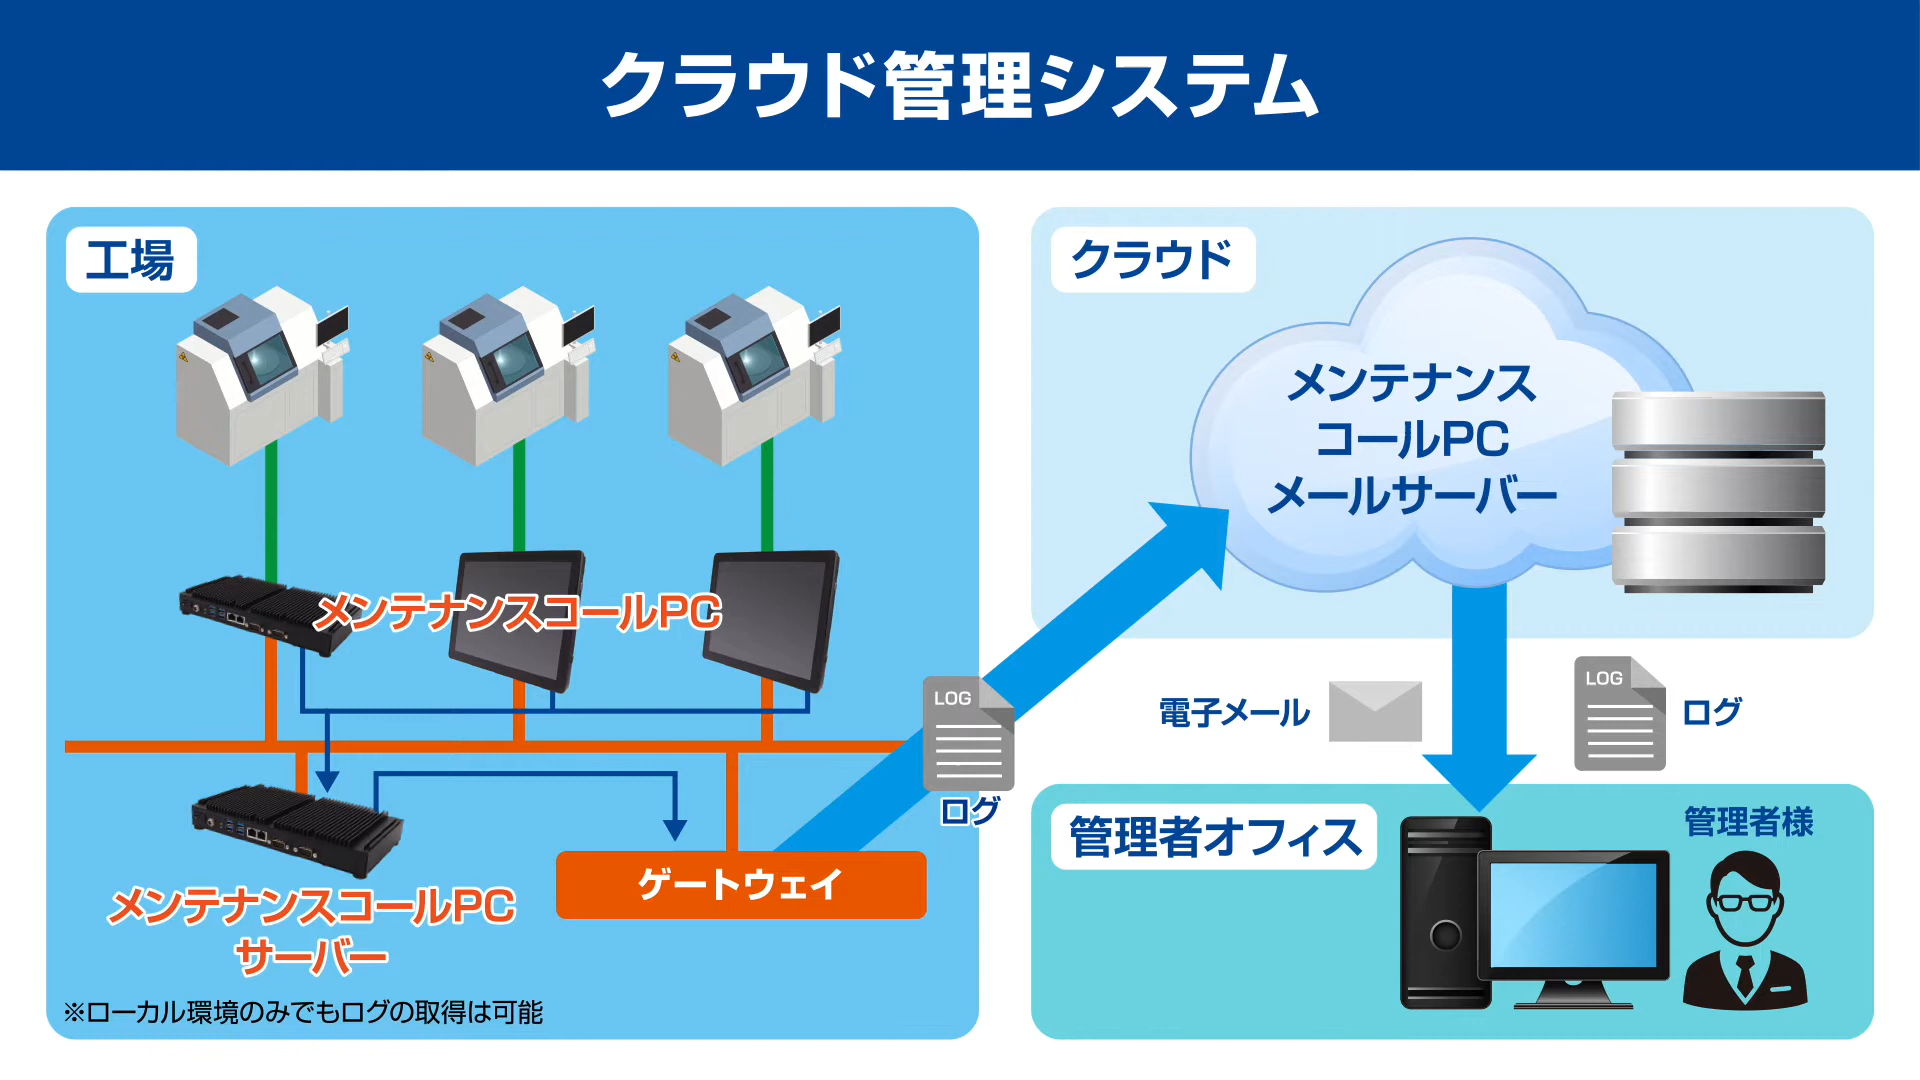 クラウド管理システム
工場
メンテナンスコールPC
メンテナンスコールPC
サーバー
ゲートウェイ
※ローカル環境のみでもログの取得は可能
LOG
ログ
クラウド
メンテナンス
コールPC
メールサーバー
電子メール
LOG
ログ
管理者オフィス
管理者様